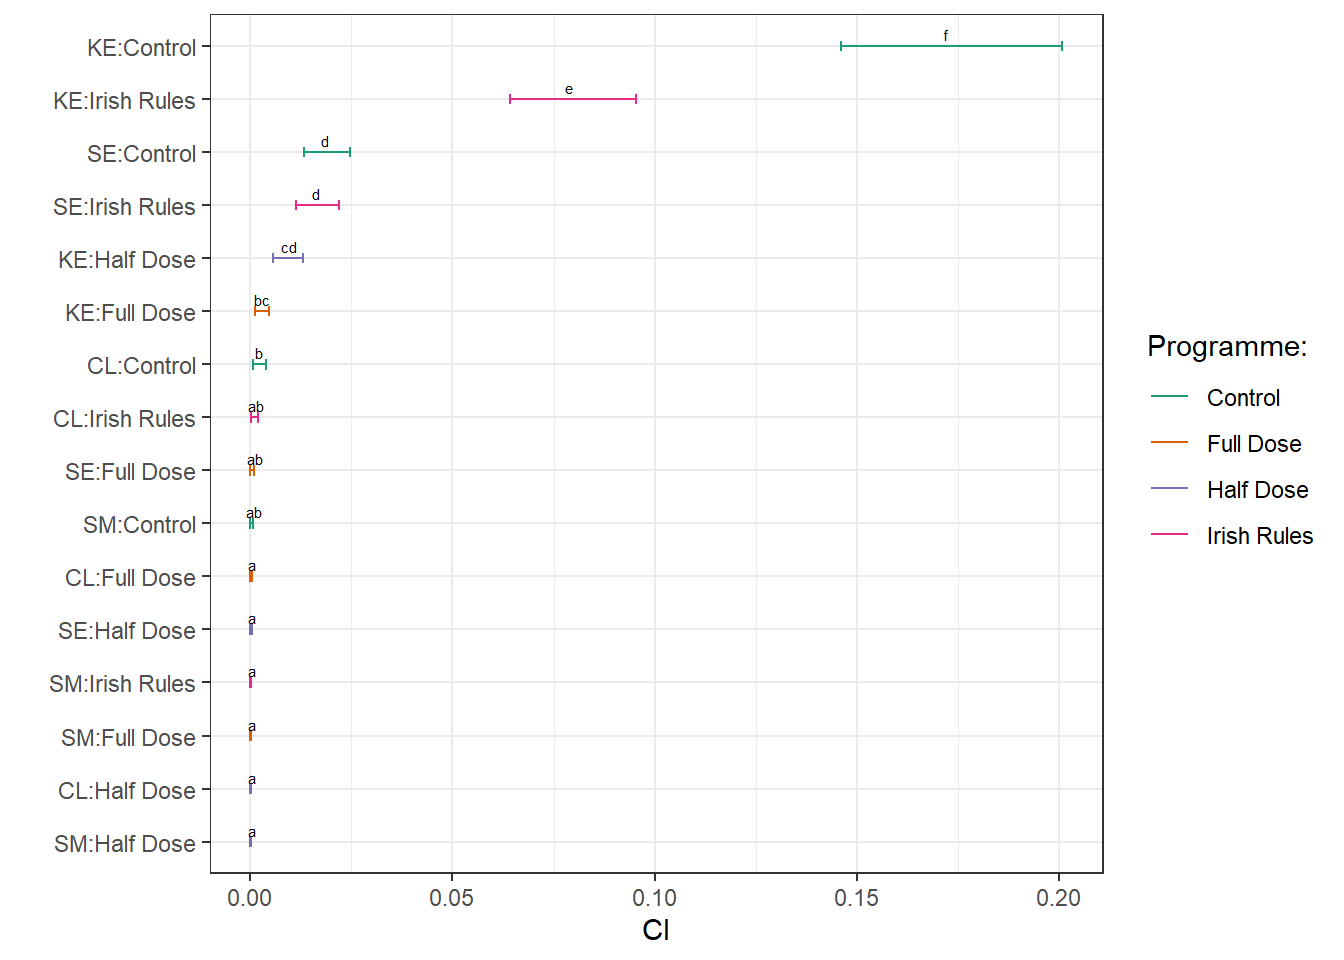 KE:Control
f
KE:Irish Rules
e
SE:Control
d
SE:Irish Rules
d
KE:Half Dose
cd
KE:Full Dose
bc
CL:Control
b
CL:Irish Rules
ab
SE:Full Dose
ab
SM:Control
ab
CL:Full Dose
a
SE:Half Dose
a
SM:Irish Rules
a
SM:Full Dose
a
CL:Half Dose
a
SM:Half Dose
a
0.00 0.05 0.10 0.15 0.20
CI
Programme:
Control
Full Dose
Half Dose
Irish Rules